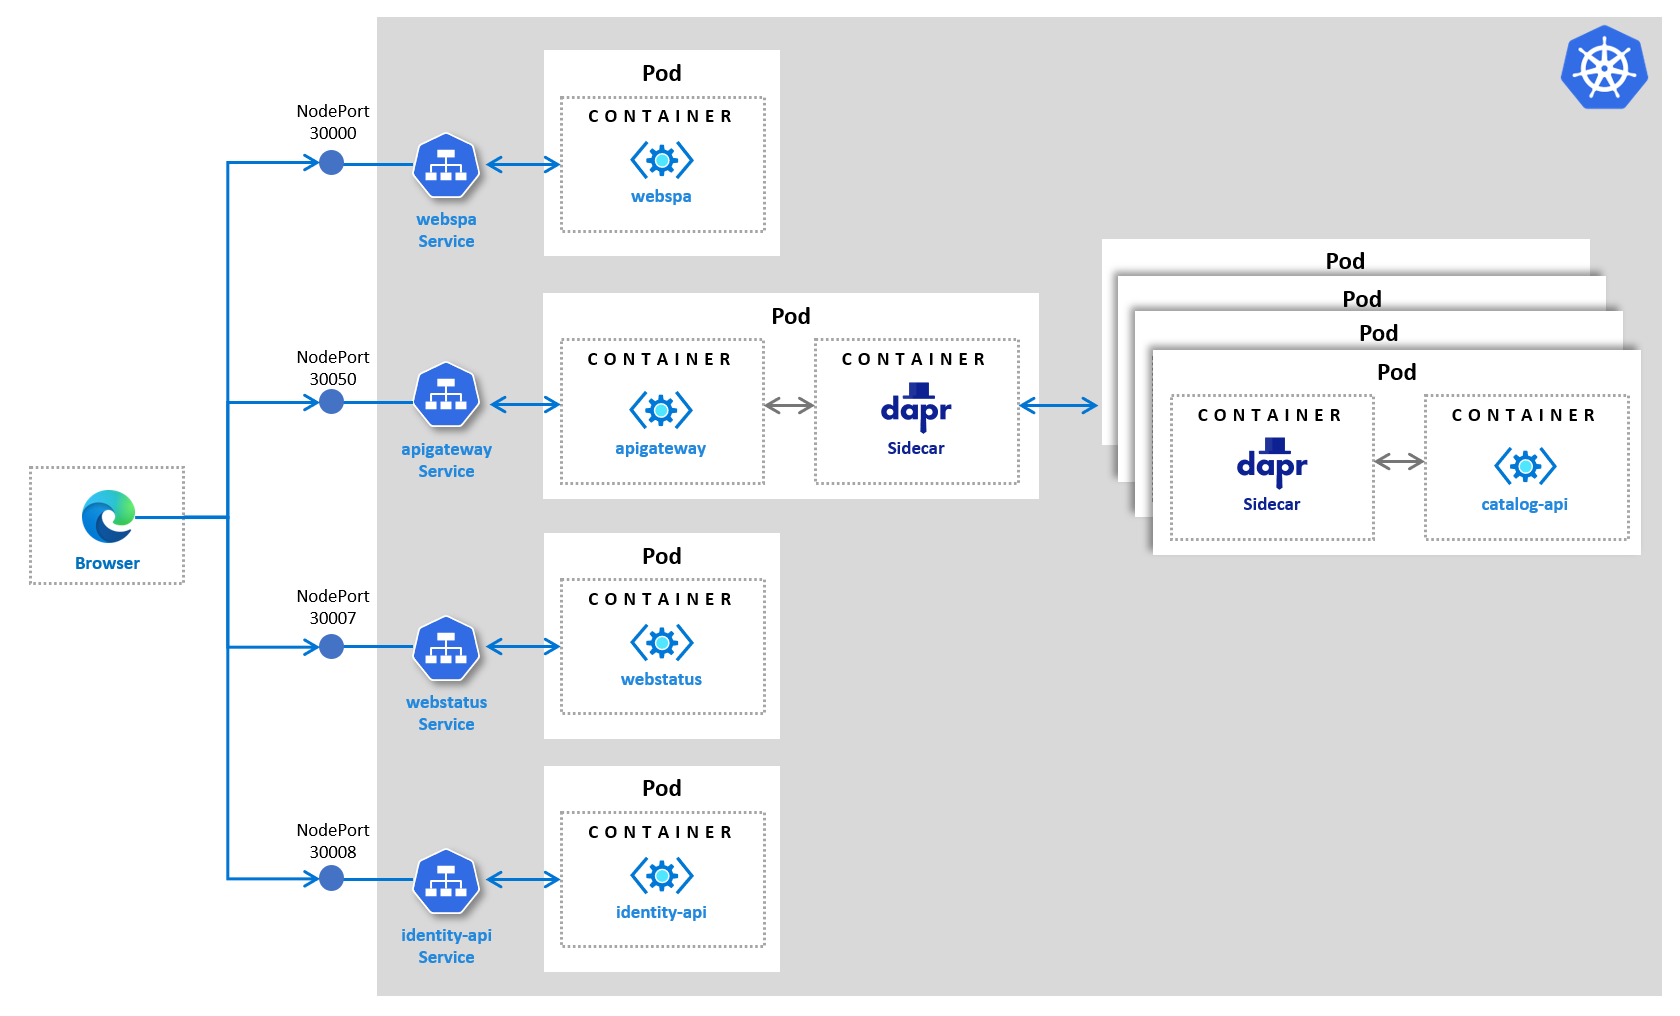 Pod
CONTAINER
webspa
NodePort
30000
webspa
Service
Pod
CONTAINER
apigateway
CONTAINER
dapr
Sidecar
NodePort
30050
apigateway
Service
Pod
Pod
Pod
Pod
CONTAINER
dapr
Sidecar
CONTAINER
catalog-api
Browser
Pod
CONTAINER
webstatus
NodePort
30007
webstatus
Service
Pod
CONTAINER
identity-api
NodePort
30008
identity-api
Service